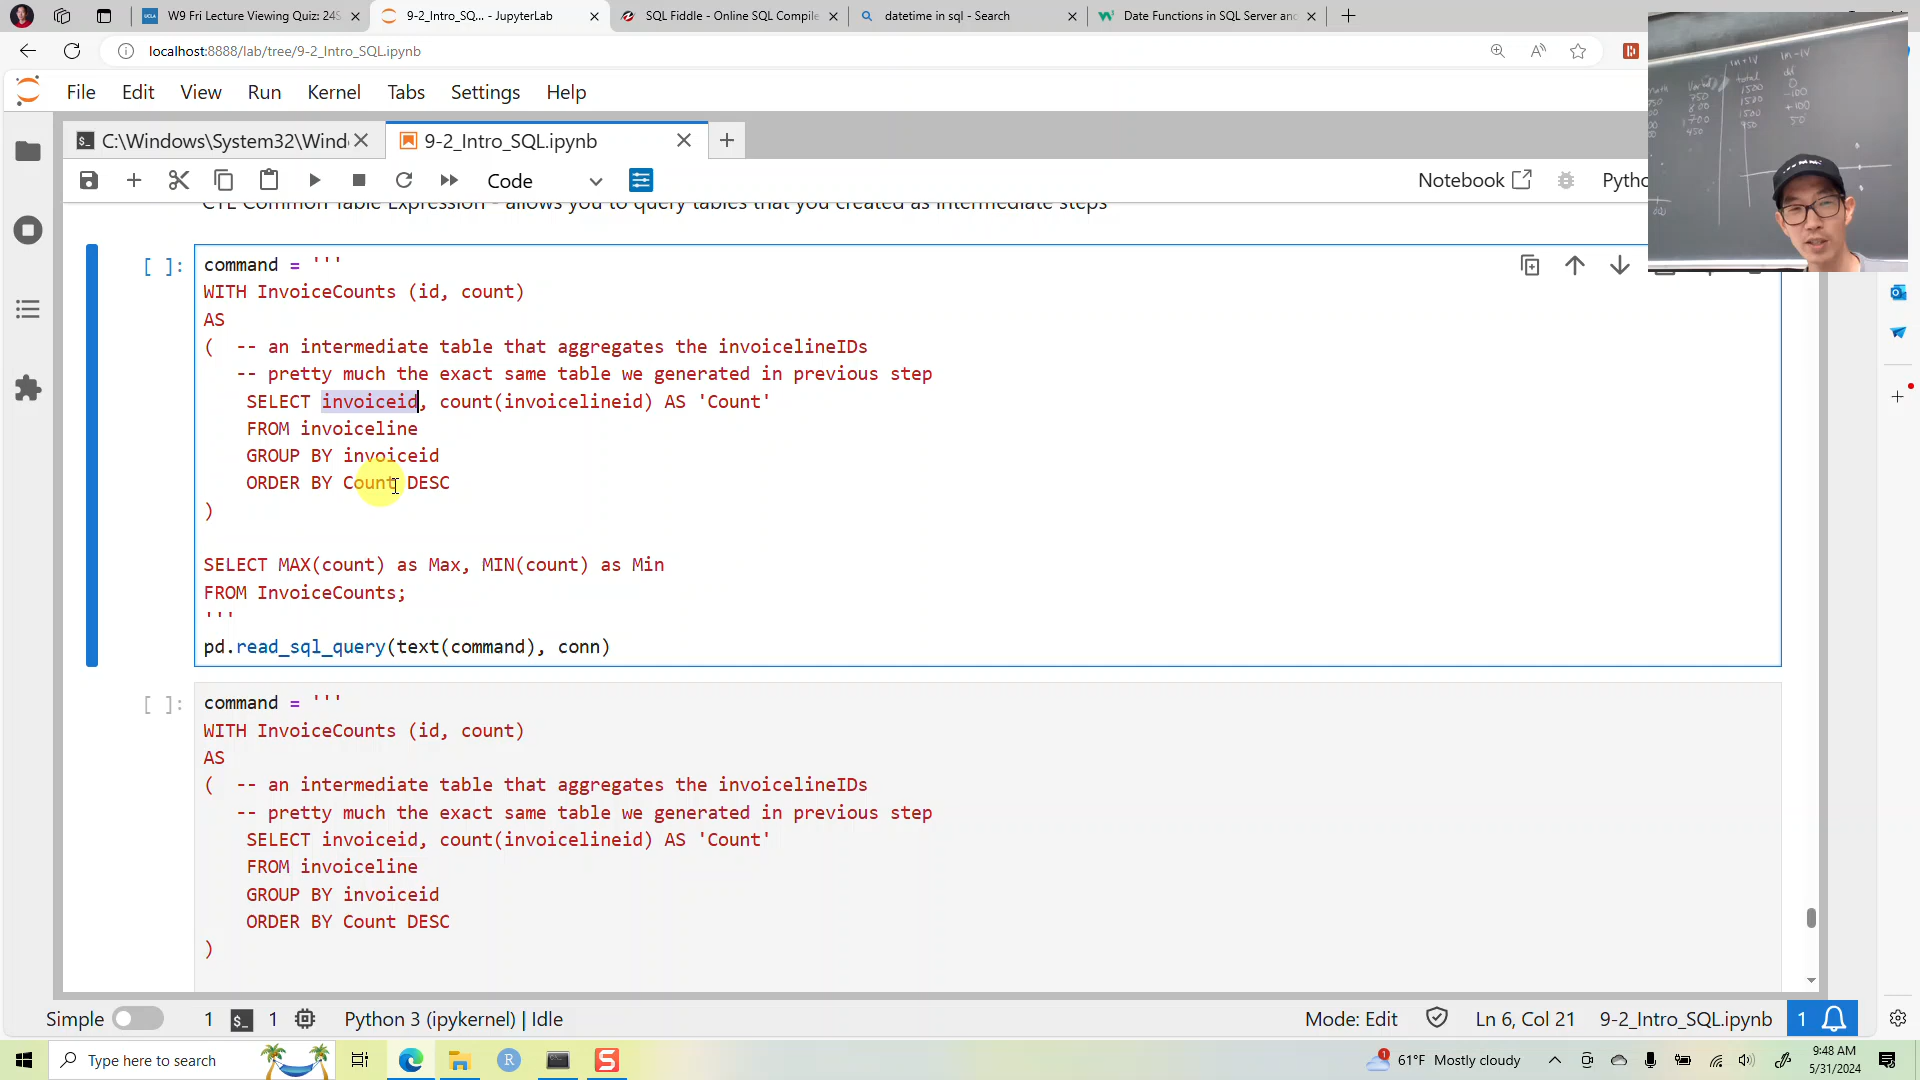 W9 Fri Lecture Viewing Quiz: 24S
9-2_Intro_SQ... - JupyterLab
SQL Fiddle - Online SQL Compile
datetime in sql - Search
Date Functions in SQL Server and
localhost:8888/lab/tree/9-2_Intro_SQL.ipynb
File Edit View Run Kernel Tabs Settings Help
C:\Windows\System32\Wind
9-2_Intro_SQL.ipynb
Code
Notebook
Pytho
CTE Common Table Expression - allows you to query tables that you created as intermediate steps
[ ]:
command = '''
WITH InvoiceCounts (id, count)
AS
(  -- an intermediate table that aggregates the invoicelineIDs
   -- pretty much the exact same table we generated in previous step
    SELECT invoiceid, count(invoicelineid) AS 'Count'
    FROM invoiceline
    GROUP BY invoiceid
    ORDER BY Count DESC
)
SELECT MAX(count) as Max, MIN(count) as Min
FROM InvoiceCounts;
'''
pd.read_sql_query(text(command), conn)
[ ]:
command = '''
WITH InvoiceCounts (id, count)
AS
(  -- an intermediate table that aggregates the invoicelineIDs
   -- pretty much the exact same table we generated in previous step
    SELECT invoiceid, count(invoicelineid) AS 'Count'
    FROM invoiceline
    GROUP BY invoiceid
    ORDER BY Count DESC
)
Simple
1
1
Python 3 (ipykernel) | Idle
Mode: Edit
Ln 6, Col 21
9-2_Intro_SQL.ipynb
1
Type here to search
61°F Mostly cloudy
9:48 AM
5/31/2024
total
1500
1500
1500
0
-100
+100
50